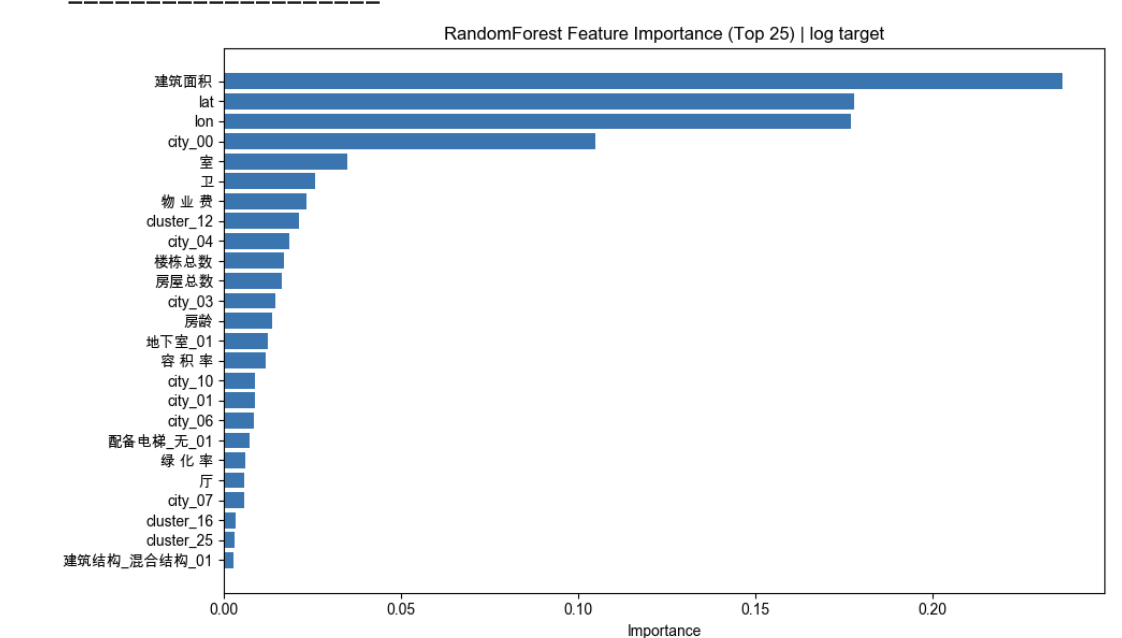 RandomForest Feature Importance (Top 25) | log target
建筑面积
lat
lon
city_00
室
卫
物 业 费
cluster_12
city_04
楼栋总数
房屋总数
city_03
房龄
地下室_01
容 积 率
city_10
city_01
city_06
配备电梯_无_01
绿 化 率
厅
city_07
cluster_16
cluster_25
建筑结构_混合结构_01
0.00 0.05 0.10 0.15 0.20
Importance